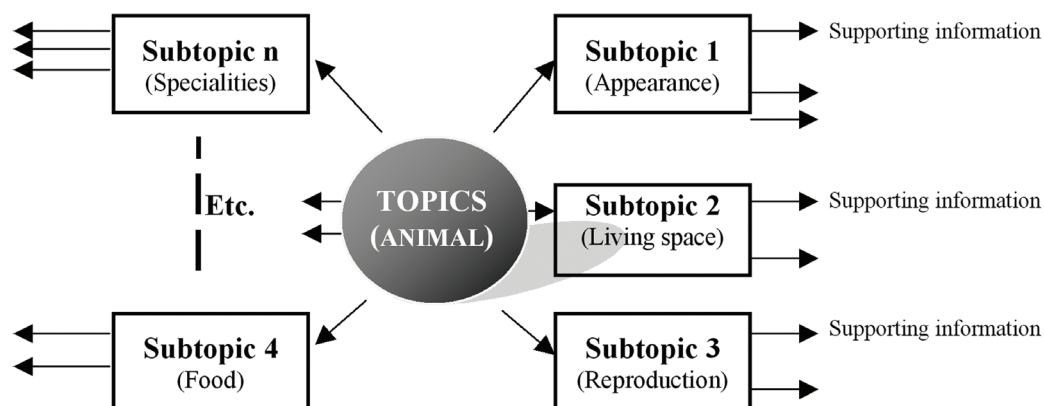 Subtopic n
(Specialities)
Subtopic 1
(Appearance)
Supporting information
Etc.
TOPICS
(ANIMAL)
Subtopic 2
(Living space)
Supporting information
Subtopic 4
(Food)
Subtopic 3
(Reproduction)
Supporting information